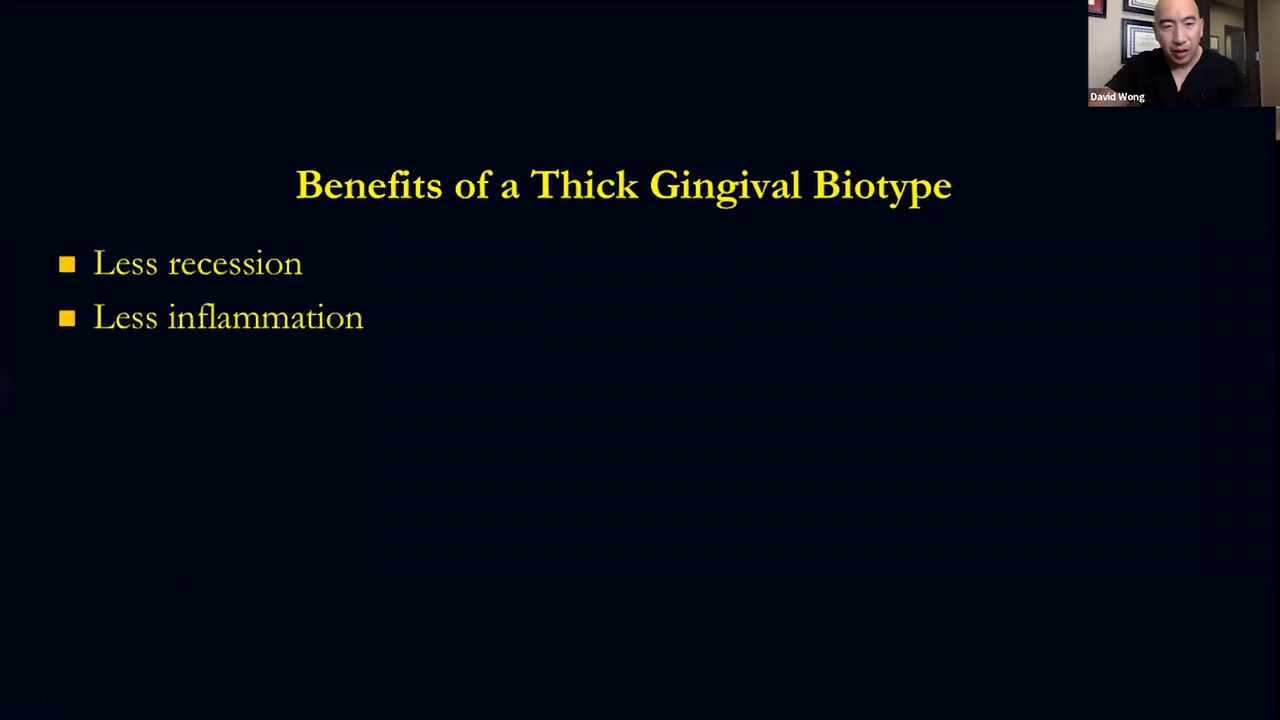 David Wong
Benefits of a Thick Gingival Biotype
Less recession
Less inflammation